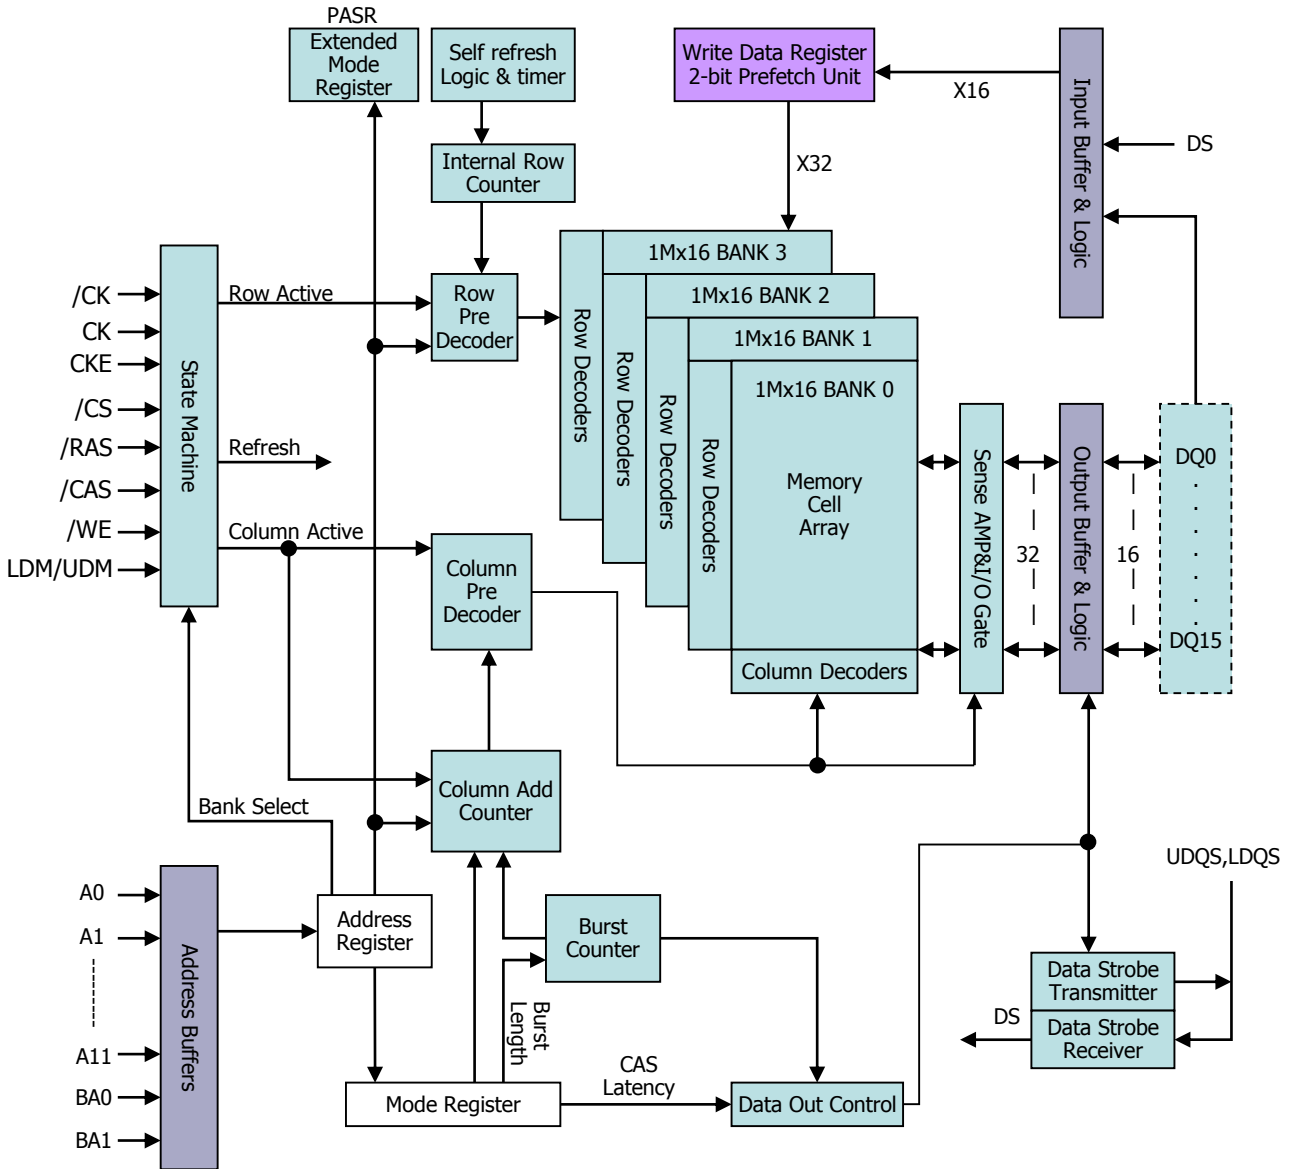 PASR
Extended
Mode
Register
Self refresh
Logic & timer
Write Data Register
2-bit Prefetch Unit
X16
Input Buffer & Logic
DS
Internal Row
Counter
X32
1Mx16 BANK 3
1Mx16 BANK 2
1Mx16 BANK 1
1Mx16 BANK 0
Row Decoders
Row Decoders
Row Decoders
Row Decoders
Memory
Cell
Array
Column Decoders
/CK
CK
CKE
/CS
/RAS
/CAS
/WE
LDM/UDM
State Machine
Row Active
Refresh
Column Active
Row
Pre
Decoder
Column
Pre
Decoder
Sense AMP&I/O Gate
32
Output Buffer & Logic
16
DQ0
DQ15
Bank Select
Column Add
Counter
UDQS,LDQS
A0
A1
A11
BA0
BA1
Address Buffers
Address
Register
Burst
Counter
Burst
Length
Data Strobe
Transmitter
DS
Data Strobe
Receiver
Mode Register
CAS
Latency
Data Out Control